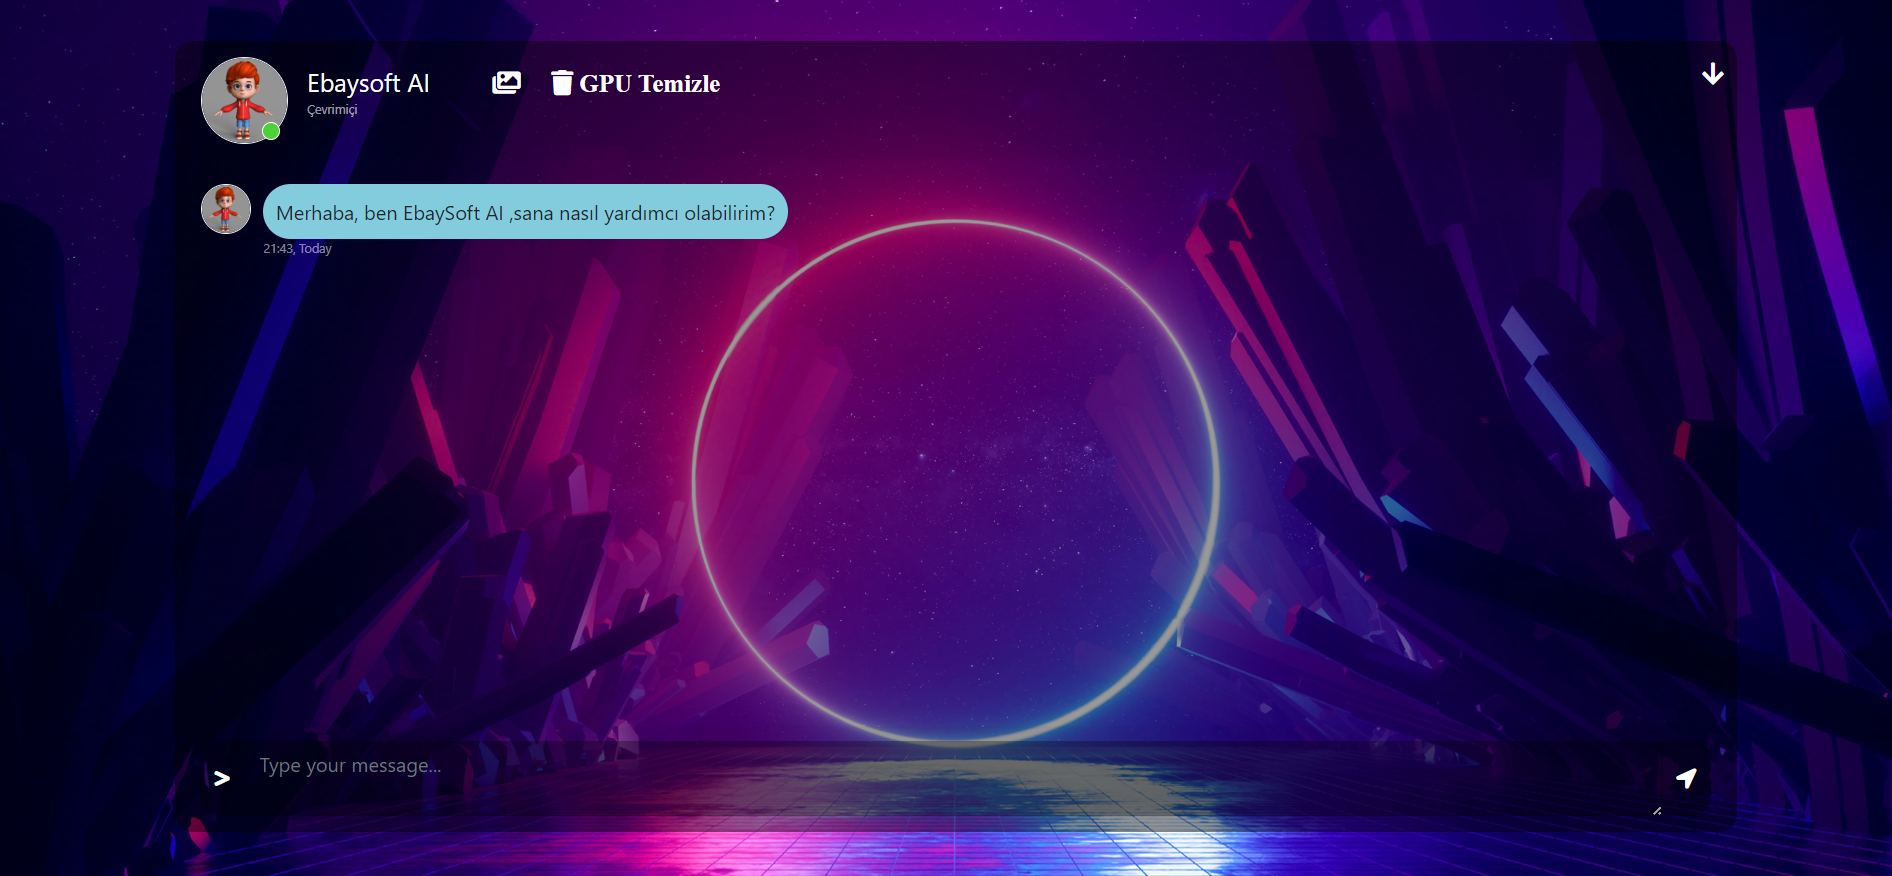 Ebaysoft AI
GPU Temizle
Çevrimiçi
Merhaba, ben EbaySoft AI ,sana nasıl yardımcı olabilirim?
21:43, Today
Type your message...